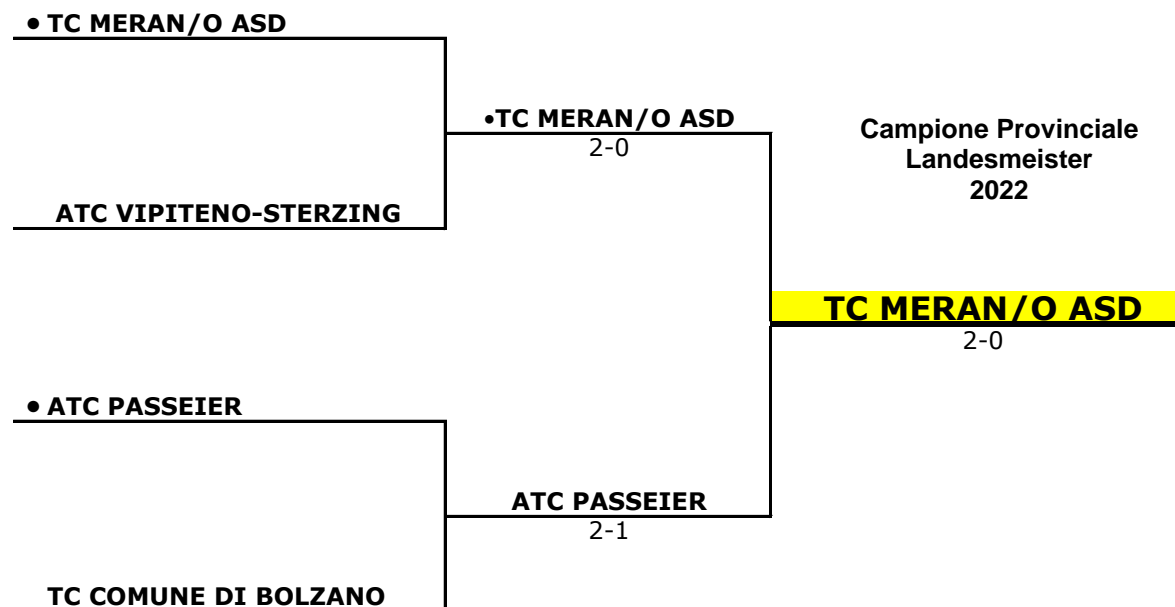 • TC MERAN/O ASD
•TC MERAN/O ASD
2-0
Campione Provinciale
Landesmeister
2022
ATC VIPITENO-STERZING
TC MERAN/O ASD
2-0
• ATC PASSEIER
ATC PASSEIER
2-1
TC COMUNE DI BOLZANO